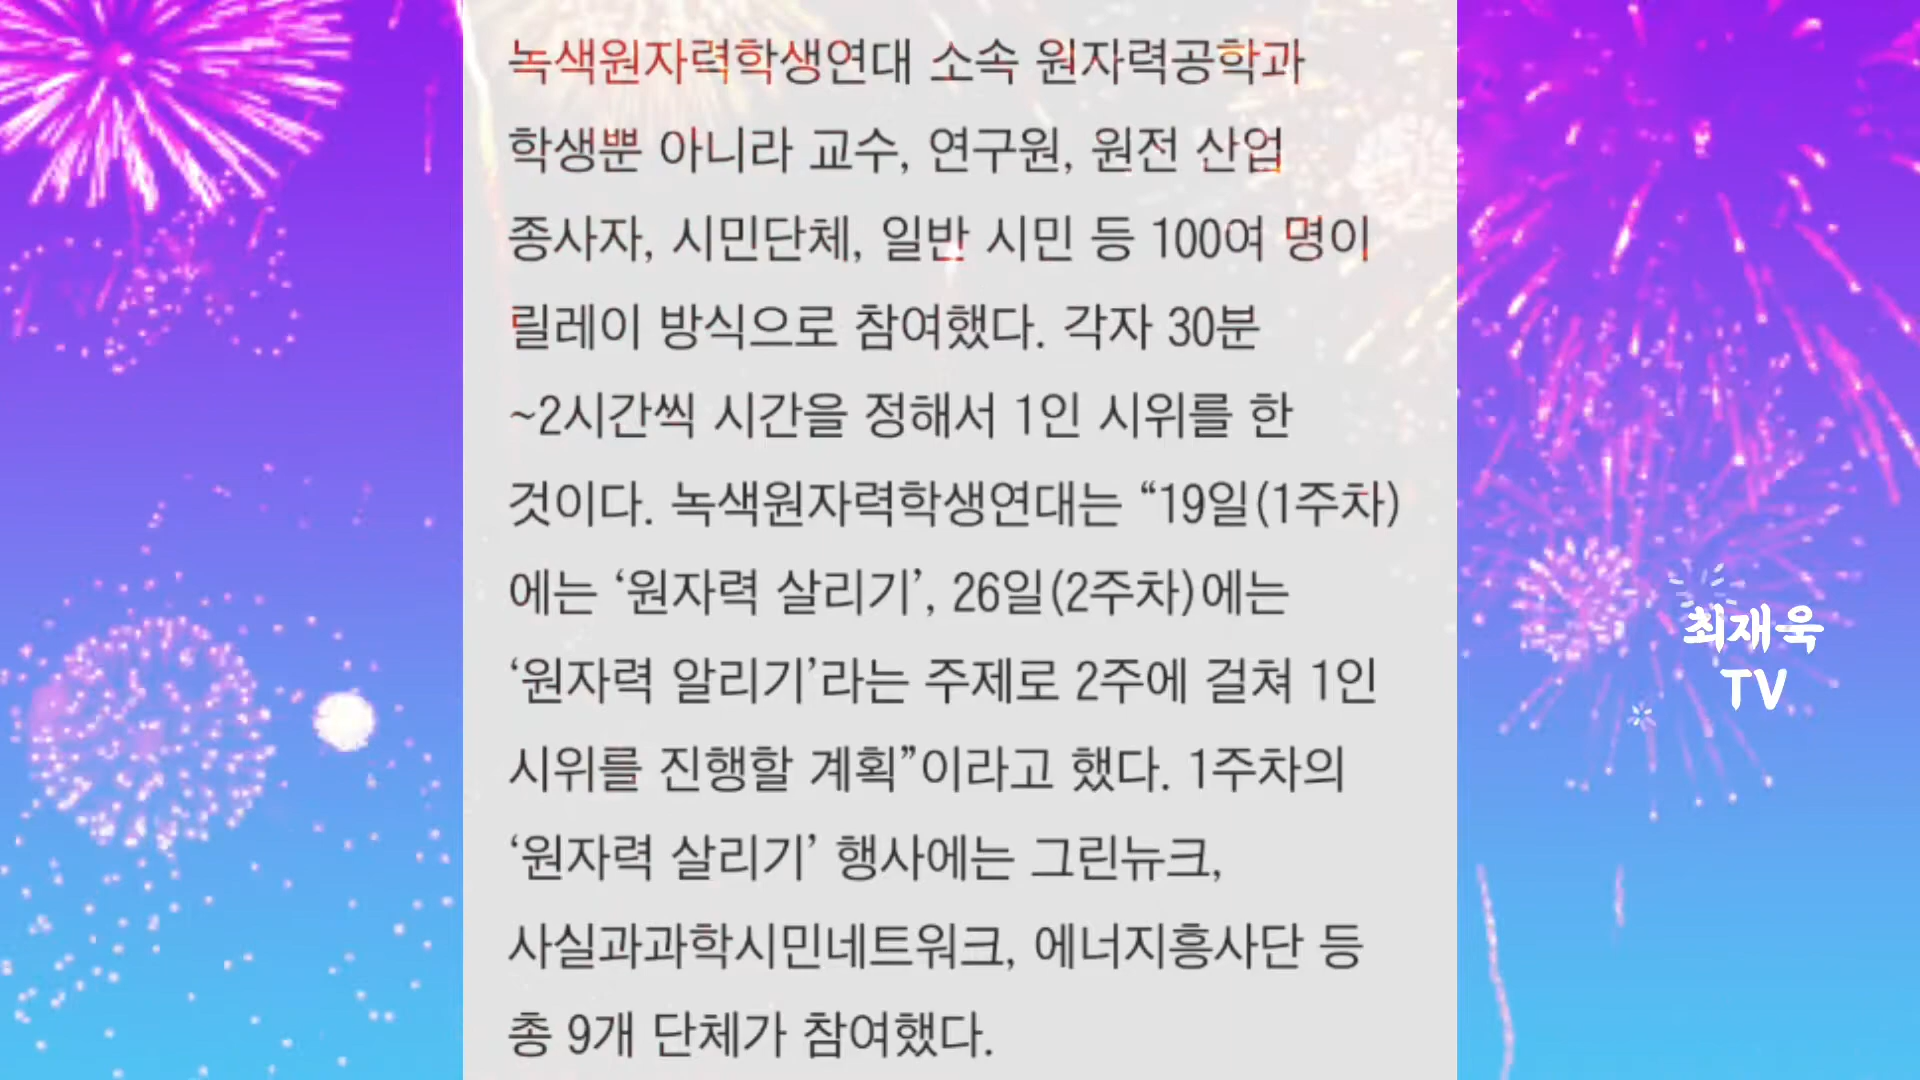 녹색원자력학생연대 소속 원자력공학과
학생뿐 아니라 교수, 연구원, 원전 산업
종사자, 시민단체, 일반 시민 등 100여 명이
릴레이 방식으로 참여했다. 각자 30분
~2시간씩 시간을 정해서 1인 시위를 한
것이다. 녹색원자력학생연대는 “19일(1주차)
에는 ‘원자력 살리기’, 26일(2주차)에는
‘원자력 알리기’라는 주제로 2주에 걸쳐 1인
시위를 진행할 계획”이라고 했다. 1주차의
‘원자력 살리기’ 행사에는 그린뉴크,
사실과과학시민네트워크, 에너지흥사단 등
총 9개 단체가 참여했다.
최재욱
TV